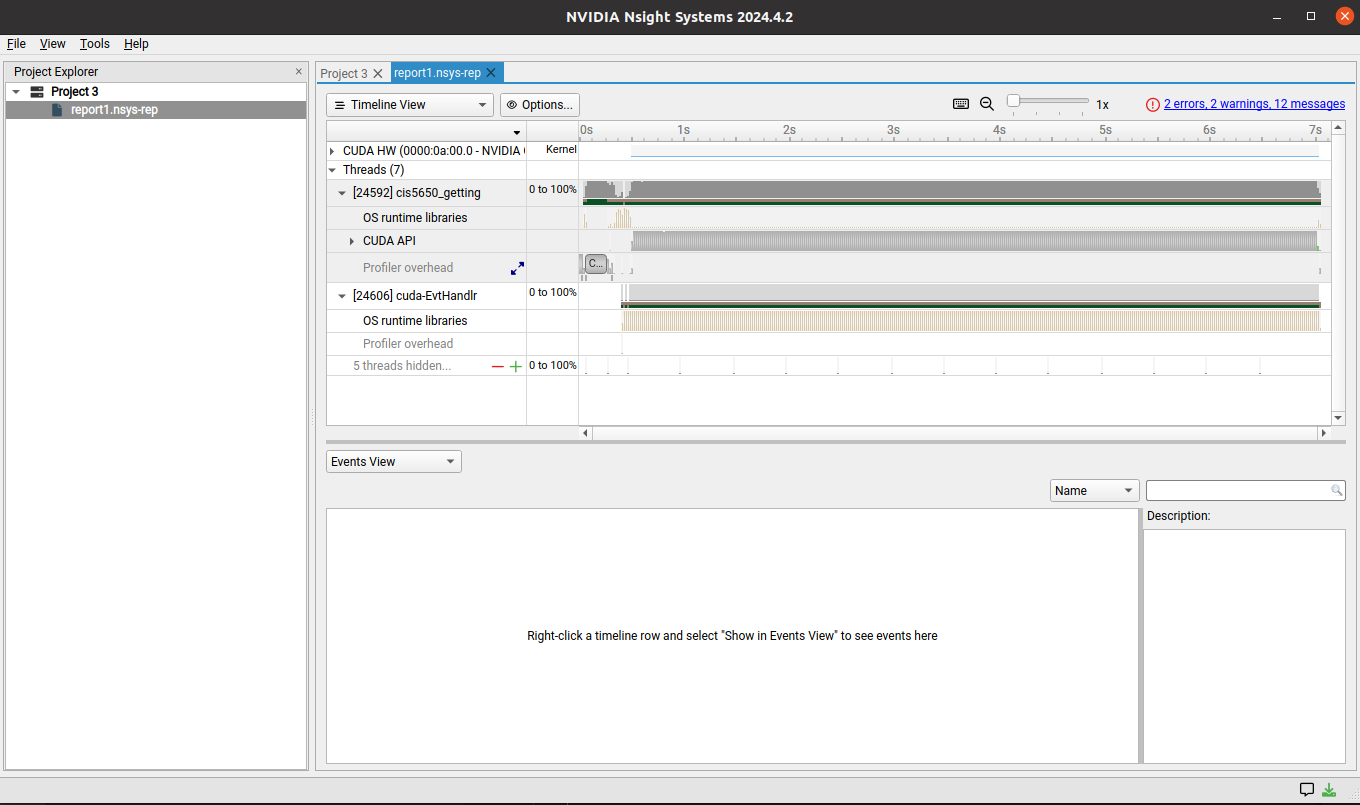 NVIDIA Nsight Systems 2024.4.2
File View Tools Help
Project Explorer
Project 3
report1.nsys-rep
Project 3 report1.nsys-rep
Timeline View Options... 1x 2 errors, 2 warnings, 12 messages
0s 1s 2s 3s 4s 5s 6s 7s
CUDA HW (0000:0a:00.0 - NVIDIA Kernel
Threads (7)
[24592] cis5650_getting 0 to 100%
OS runtime libraries
CUDA API
Profiler overhead C...
[24606] cuda-EvtHandlr 0 to 100%
OS runtime libraries
Profiler overhead
5 threads hidden... 0 to 100%
Events View
Name
Description:
Right-click a timeline row and select "Show in Events View" to see events here